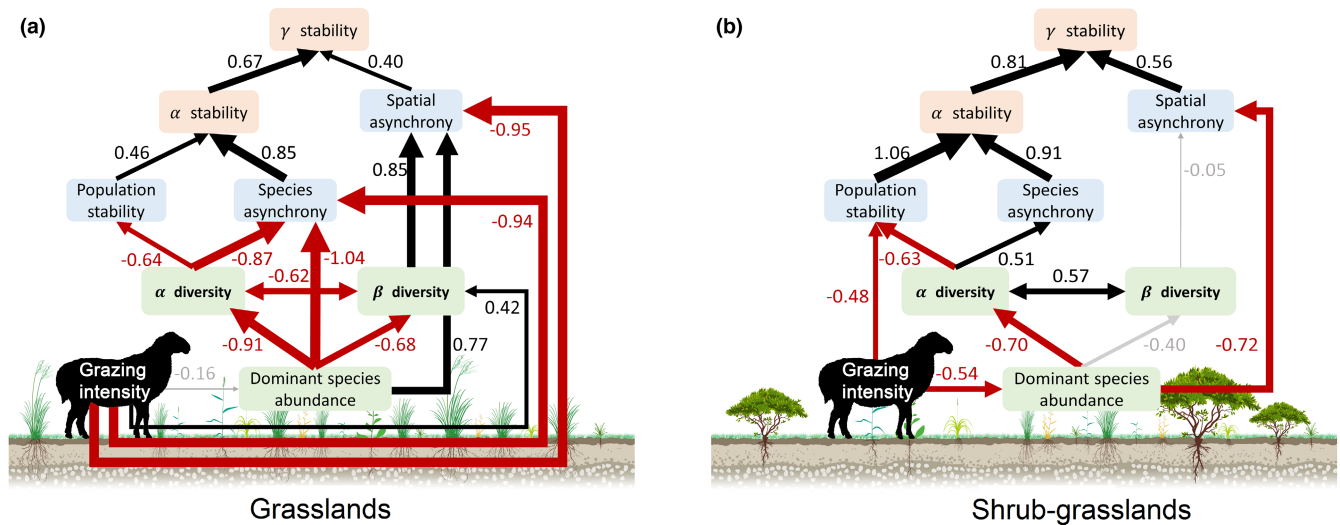 (a)
γ stability
0.67
0.40
α stability
Spatial
asynchrony
-0.95
0.46
0.85
0.85
Population
stability
Species
asynchrony
-0.94
-0.64
-0.87
-1.04
-0.62
α diversity
β diversity
0.42
-0.91
-0.68
0.77
Grazing
intensity
-0.16
Dominant species
abundance
Grasslands
(b)
γ stability
0.81
0.56
α stability
Spatial
asynchrony
1.06
0.91
-0.05
Population
stability
Species
asynchrony
-0.63
0.51
-0.48
α diversity
0.57
β diversity
-0.70
-0.40
-0.72
Grazing
intensity
-0.54
Dominant species
abundance
Shrub-grasslands